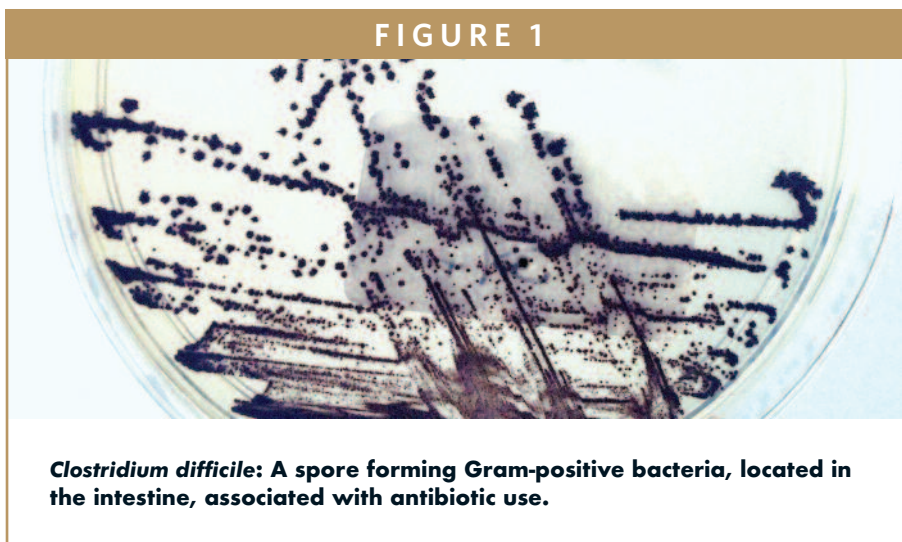 FIGURE 1
Clostridium difficile: A spore forming Gram-positive bacteria, located in
the intestine, associated with antibiotic use.